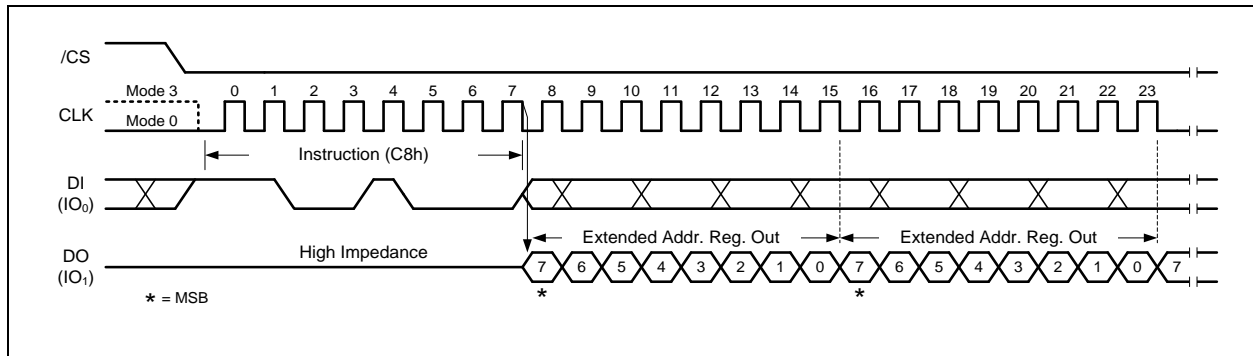 /CS
Mode 3 0 1 2 3 4 5 6 7 8 9 10 11 12 13 14 15 16 17 18 19 20 21 22 23
CLK
Mode 0
Instruction (C8h)
DI
(IO0)
Extended Addr. Reg. Out Extended Addr. Reg. Out
High Impedance
DO
(IO1)
7 6 5 4 3 2 1 0 7 6 5 4 3 2 1 0 7
* *
* = MSB